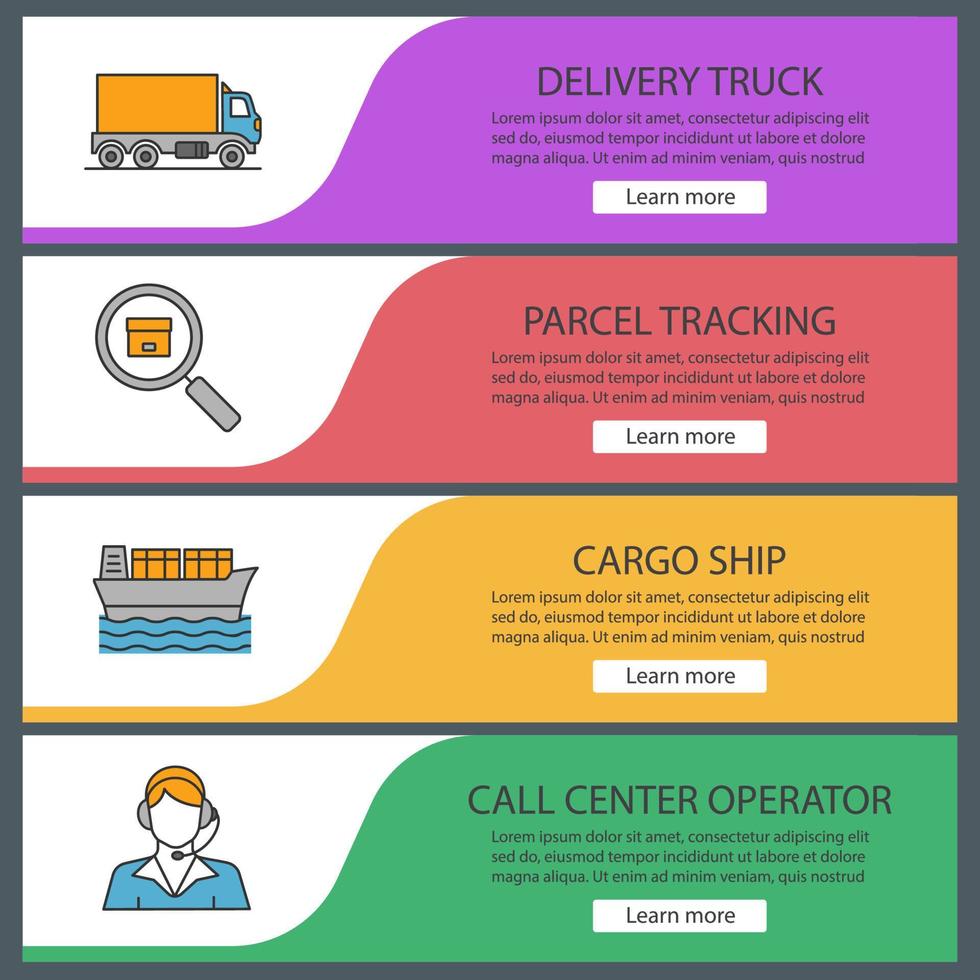 DELIVERY TRUCK
Lorem ipsum dolor sit amet, consectetur adipiscing elit
sed do, eiusmod tempor incididunt ut labore et dolore
magna aliqua. Ut enim ad minim veniam, quis nostrud
Learn more
PARCEL TRACKING
Lorem ipsum dolor sit amet, consectetur adipiscing elit
sed do, eiusmod tempor incididunt ut labore et dolore
magna aliqua. Ut enim ad minim veniam, quis nostrud
Learn more
CARGO SHIP
Lorem ipsum dolor sit amet, consectetur adipiscing elit
sed do, eiusmod tempor incididunt ut labore et dolore
magna aliqua. Ut enim ad minim veniam, quis nostrud
Learn more
CALL CENTER OPERATOR
Lorem ipsum dolor sit amet, consectetur adipiscing elit
sed do, eiusmod tempor incididunt ut labore et dolore
magna aliqua. Ut enim ad minim veniam, quis nostrud
Learn more